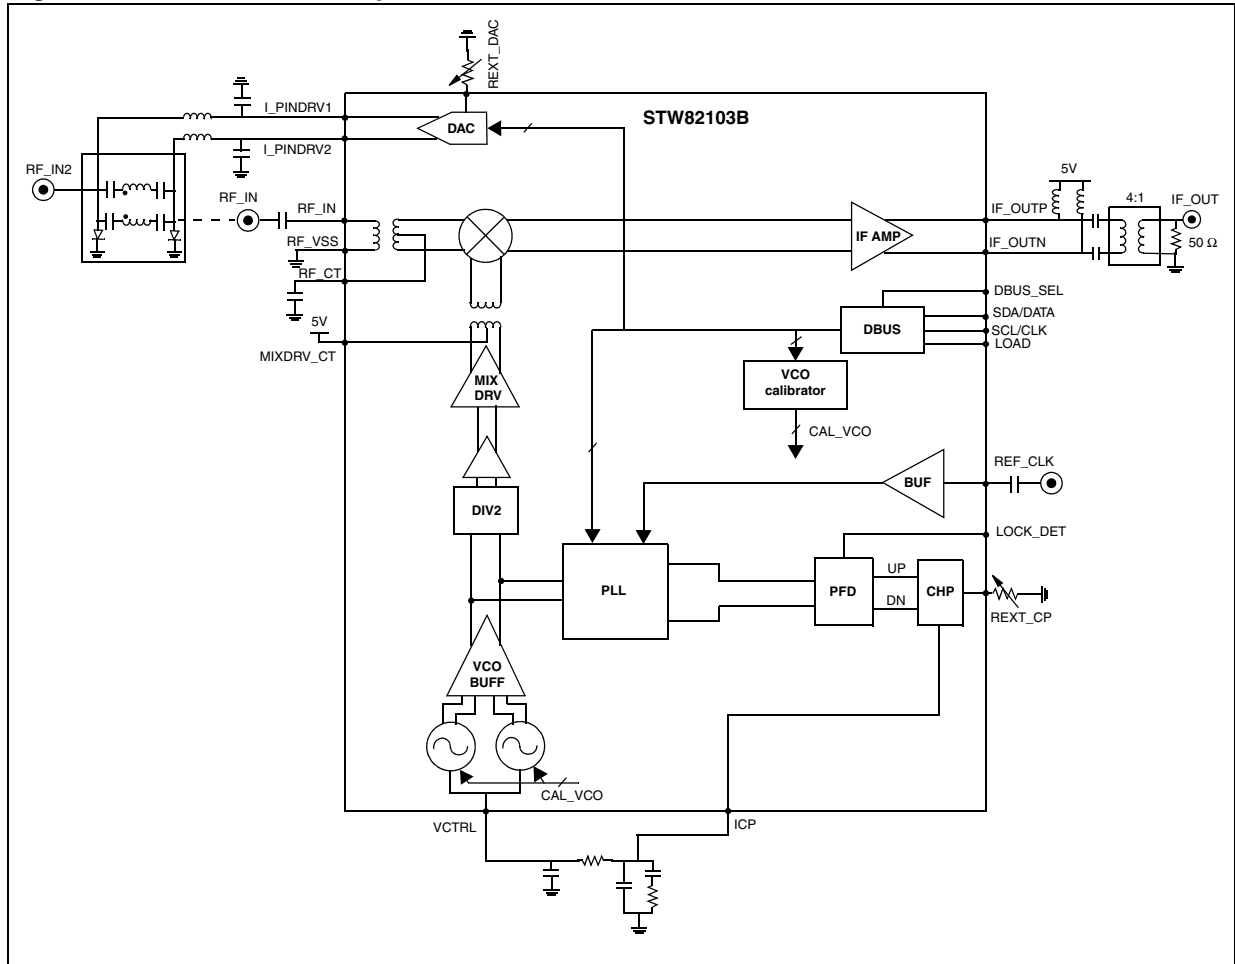 REXT_DAC
STW82103B
I_PINDRV1
DAC
I_PINDRV2
RF_IN2
RF_IN
RF_IN
RF_VSS
RF_CT
5V
MIXDRV_CT
IF AMP
IF_OUTP
IF_OUTN
5V
4:1
IF_OUT
50 Ω
DBUS_SEL
SDA/DATA
SCL/CLK
LOAD
DBUS
VCO
calibrator
CAL_VCO
MIX
DRV
DIV2
BUF
REF_CLK
LOCK_DET
PLL
PFD
UP
DN
CHP
REXT_CP
VCO
BUFF
CAL_VCO
VCTRL
ICP